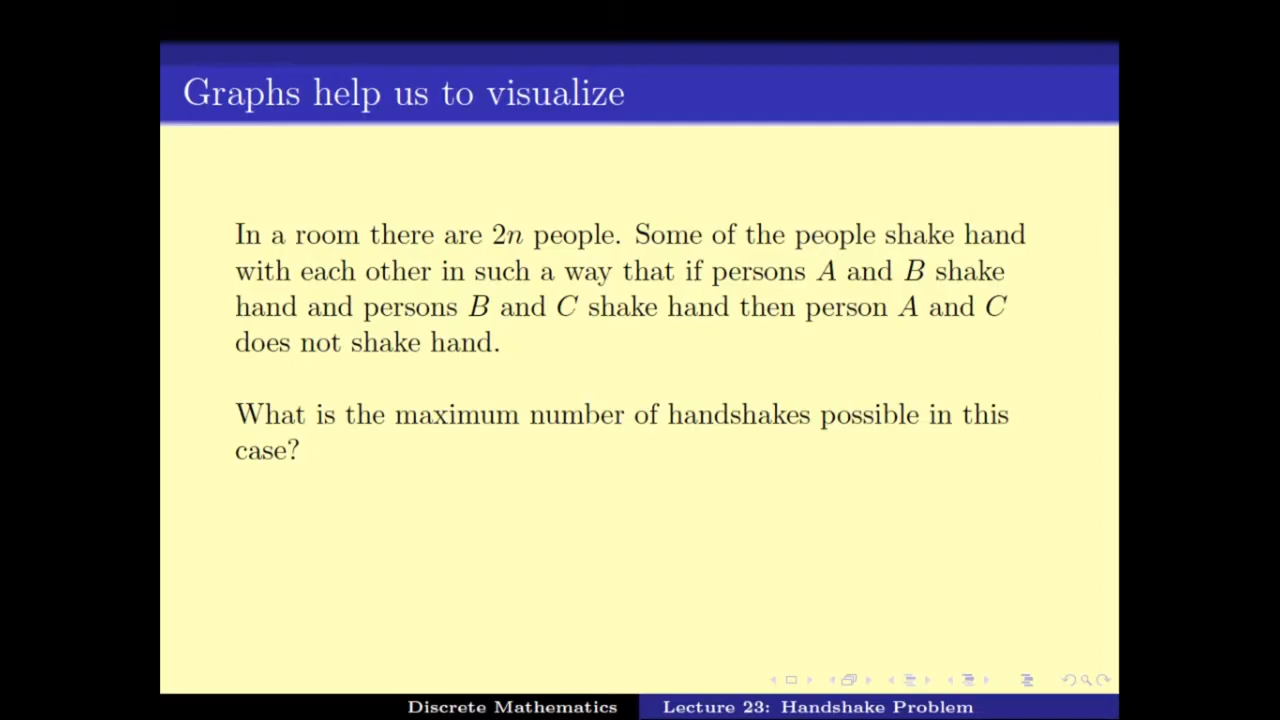 Graphs help us to visualize
In a room there are 2n people. Some of the people shake hand
with each other in such a way that if persons A and B shake
hand and persons B and C shake hand then person A and C
does not shake hand.
What is the maximum number of handshakes possible in this
case?
Discrete Mathematics
Lecture 23: Handshake Problem